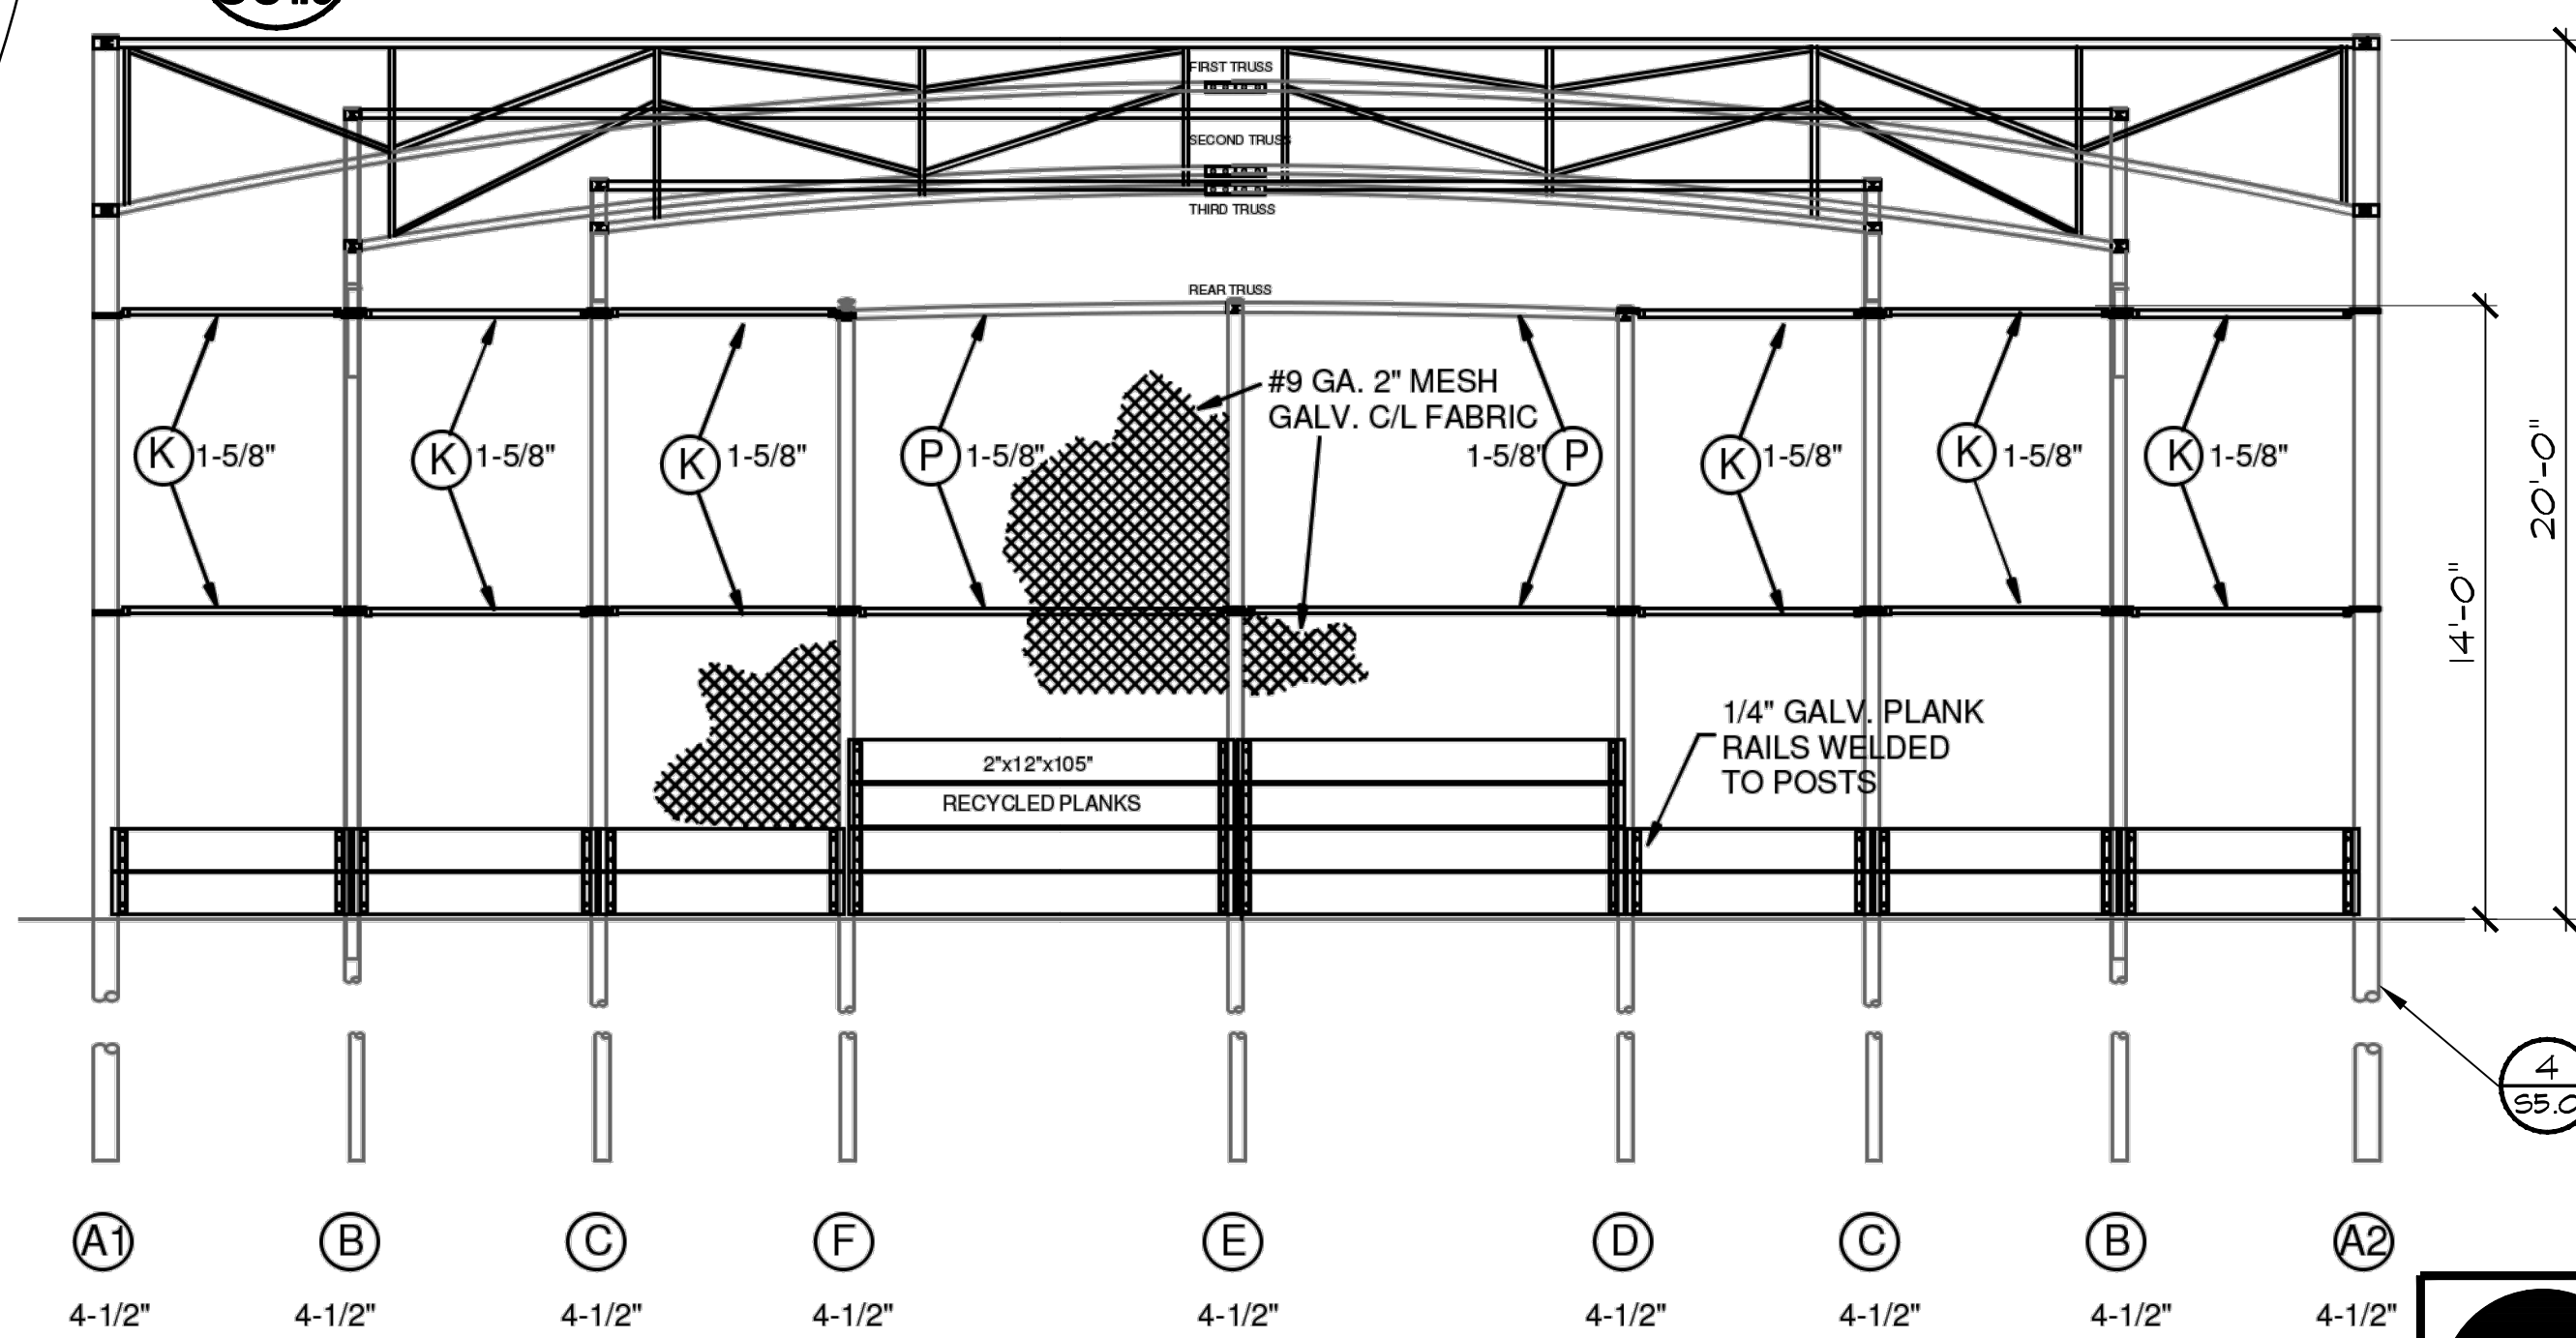 FIRST TRUSS
SECOND TRUSS
THIRD TRUSS
REAR TRUSS
#9 GA. 2" MESH
GALV. C/L FABRIC
K 1-5/8"
K 1-5/8"
K 1-5/8"
P 1-5/8"
1-5/8" P
K 1-5/8"
K 1-5/8"
K 1-5/8"
20'-0"
14'-0"
1/4" GALV. PLANK
RAILS WELDED
TO POSTS
2"x12"x105"
RECYCLED PLANKS
4
S5.0
A1 B C F E D C B A2
4-1/2" 4-1/2" 4-1/2" 4-1/2" 4-1/2" 4-1/2" 4-1/2" 4-1/2" 4-1/2"